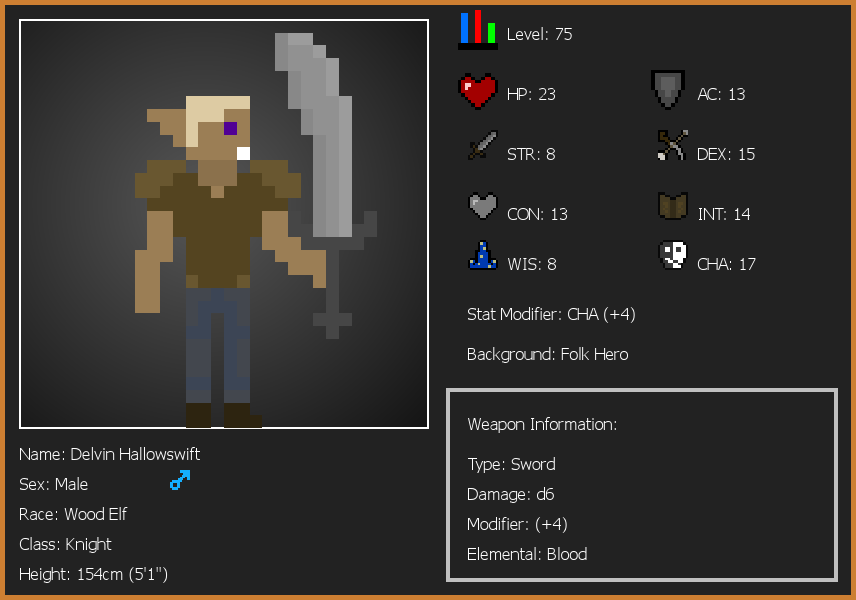 Level: 75
HP: 23
AC: 13
STR: 8
DEX: 15
CON: 13
INT: 14
WIS: 8
CHA: 17
Stat Modifier: CHA (+4)
Background: Folk Hero
Weapon Information:
Type: Sword
Damage: d6
Modifier: (+4)
Elemental: Blood
Name: Delvin Hallowswift
Sex: Male
Race: Wood Elf
Class: Knight
Height: 154cm (5'1")